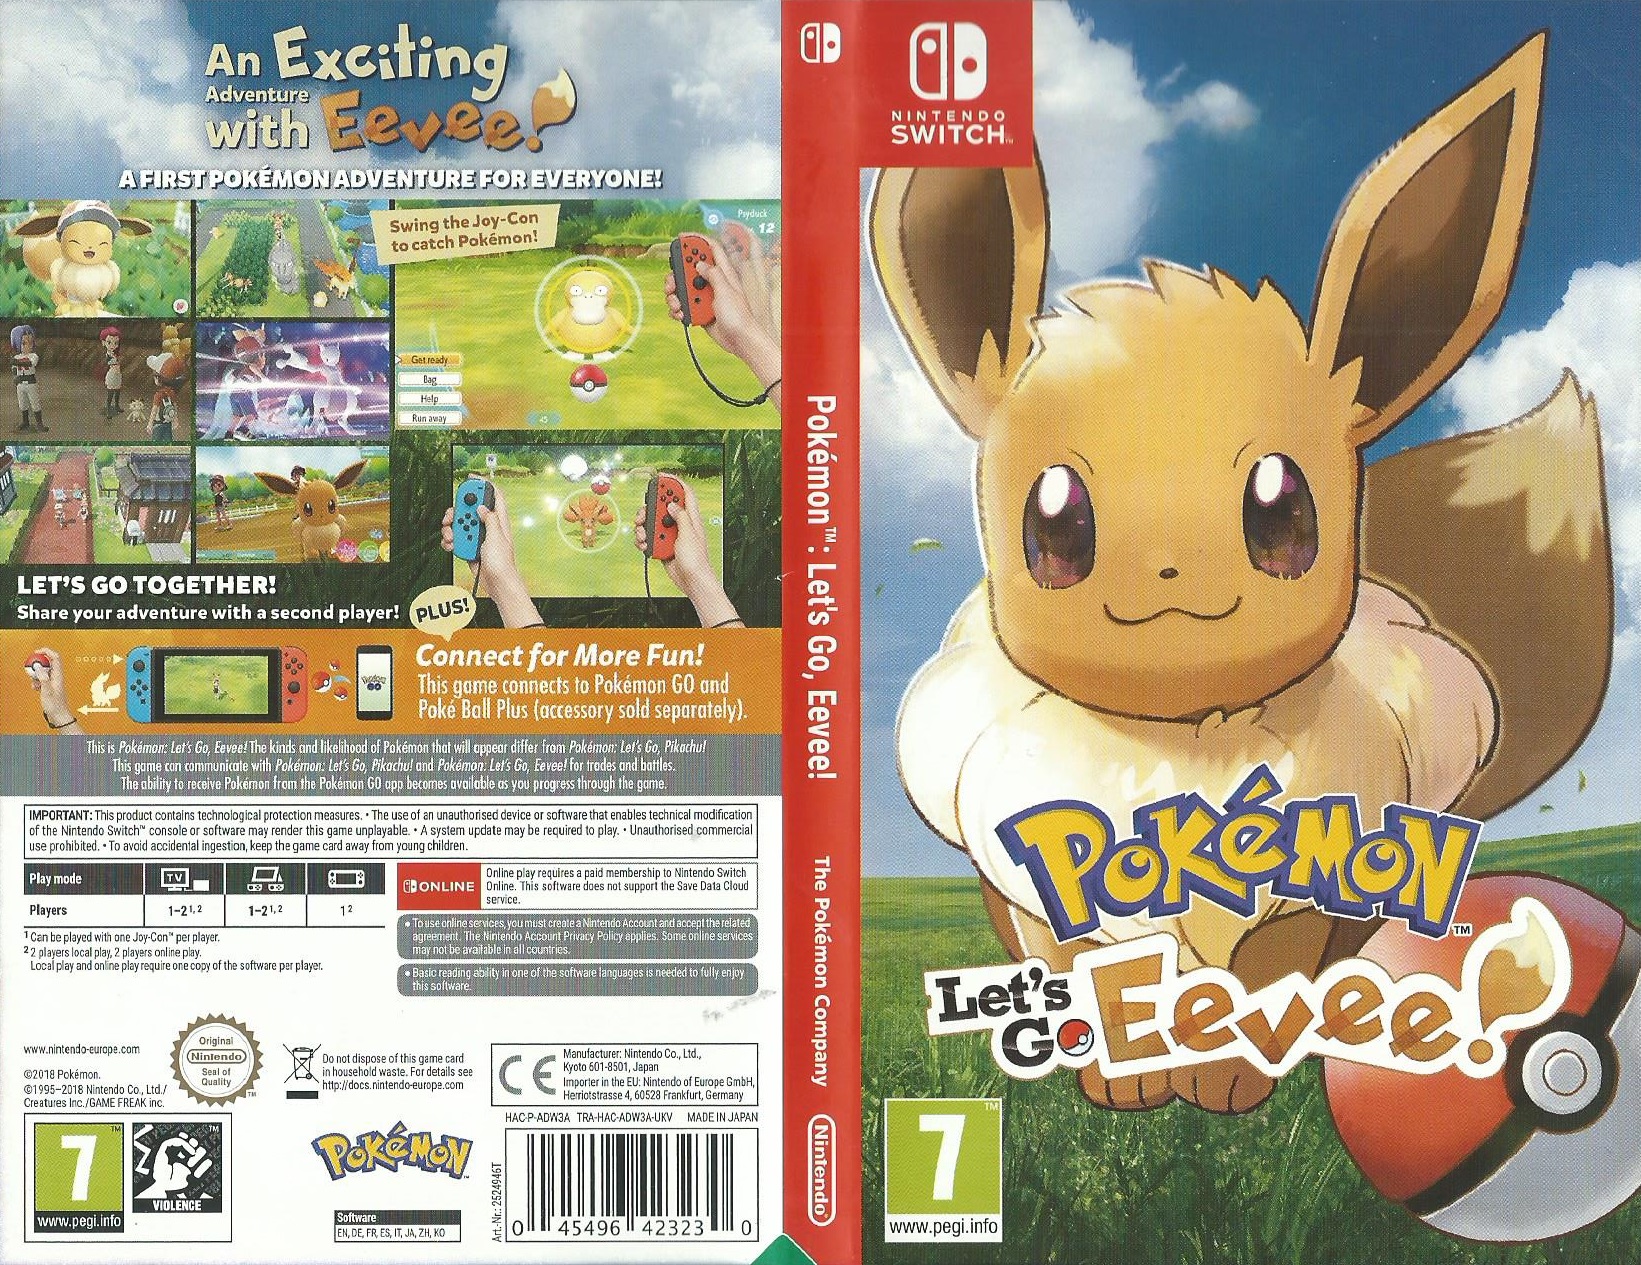 An Exciting
Adventure
with Eevee!
A FIRST POKÉMON ADVENTURE FOR EVERYONE!
Swing the Joy-Con
to catch Pokémon!
Psyduck
12
Get ready
Bag
Help
Run away
45
LET'S GO TOGETHER!
Share your adventure with a second player!
PLUS!
Connect for More Fun!
This game connects to Pokémon GO and
Poké Ball Plus (accessory sold separately).
Pokémon
GO
This is Pokémon: Let's Go, Eevee! The kinds and likelihood of Pokémon that will appear differ from Pokémon: Let's Go, Pikachu!
This game can communicate with Pokémon: Let's Go, Pikachu! and Pokémon: Let's Go, Eevee! for trades and battles.
The ability to receive Pokémon from the Pokémon GO app becomes available as you progress through the game.
IMPORTANT: This product contains technological protection measures. • The use of an unauthorised device or software that enables technical modification
of the Nintendo Switch™ console or software may render this game unplayable. • A system update may be required to play. • Unauthorised commercial
use prohibited. • To avoid accidental ingestion, keep the game card away from young children.
Play mode TV
Players 1-2¹,² 1-2¹,² 1²
¹ Can be played with one Joy-Con™ per player.
² 2 players local play, 2 players online play.
Local play and online play require one copy of the software per player.
ONLINE
Online play requires a paid membership to Nintendo Switch
Online. This software does not support the Save Data Cloud
service.
• To use online services, you must create a Nintendo Account and accept the related
agreement. The Nintendo Account Privacy Policy applies. Some online services
may not be available in all countries.
• Basic reading ability in one of the software languages is needed to fully enjoy
this software.
www.nintendo-europe.com
©2018 Pokémon.
©1995–2018 Nintendo Co., Ltd./
Creatures Inc./GAME FREAK inc.
Original
Nintendo
Seal of
Quality
TM
Do not dispose of this game card
in household waste. For details see
http://docs.nintendo-europe.com
CE
Manufacturer: Nintendo Co., Ltd.,
Kyoto 601-8501, Japan
Importer in the EU: Nintendo of Europe GmbH,
Herriotstrasse 4, 60528 Frankfurt, Germany
HAC-P-ADW3A TRA-HAC-ADW3A-UKV MADE IN JAPAN
7
TM
www.pegi.info
TM
VIOLENCE
POKéMON
TM
Software
EN, DE, FR, ES, IT, JA, ZH, KO
Art.-Nr.: 2524946T
0 45496 42323 0
Pokémon™: Let's Go, Eevee!
The Pokémon Company
Nintendo
NINTENDO
SWITCH™
POKéMON
TM
Let's
GO Eevee!
7
TM
www.pegi.info